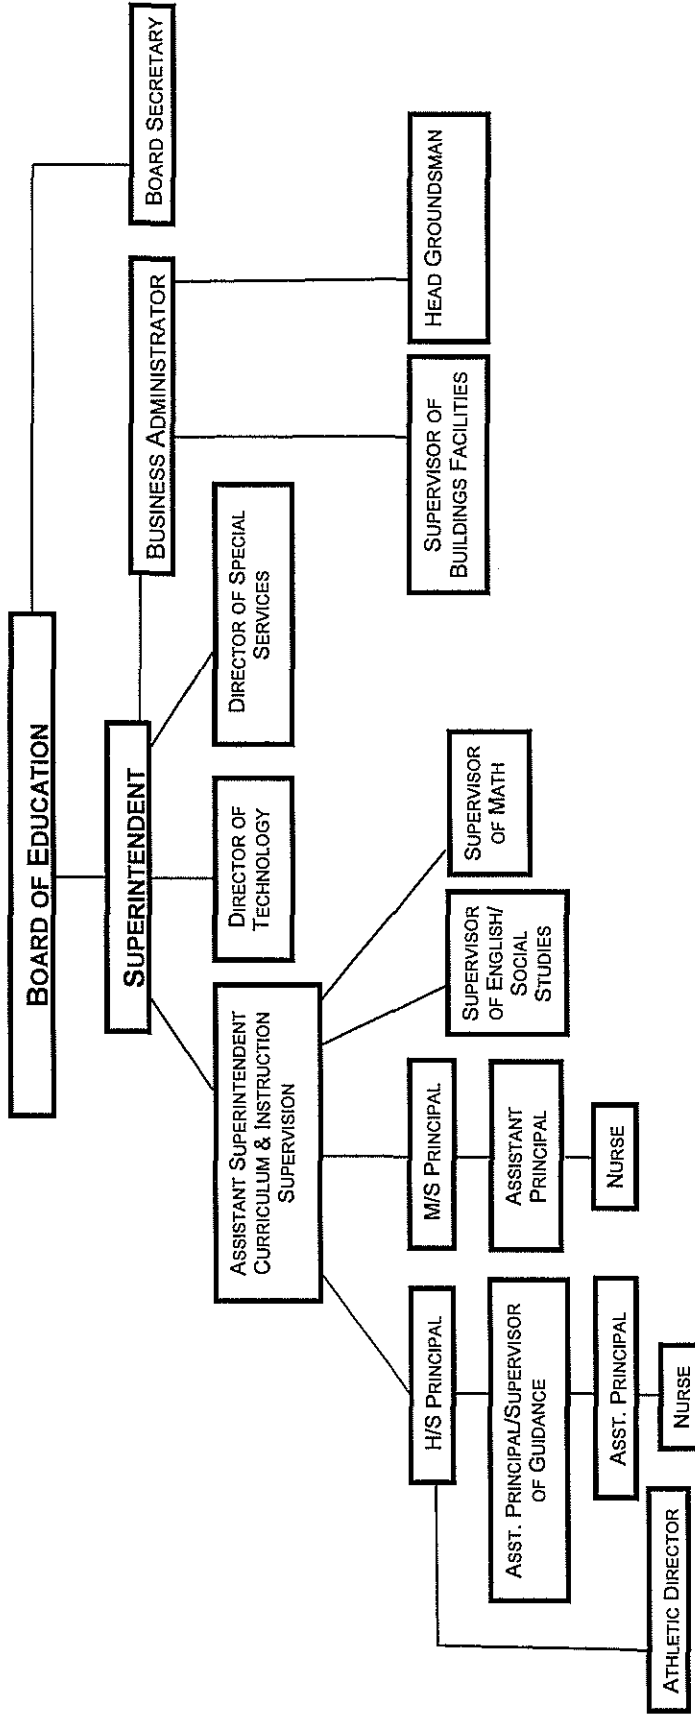 BOARD OF EDUCATION
SUPERINTENDENT
BUSINESS ADMINISTRATOR
BOARD SECRETARY
ASSISTANT SUPERINTENDENT
CURRICULUM & INSTRUCTION
SUPERVISION
DIRECTOR OF
TECHNOLOGY
DIRECTOR OF SPECIAL
SERVICES
H/S PRINCIPAL
M/S PRINCIPAL
SUPERVISOR
OF ENGLISH/
SOCIAL
STUDIES
SUPERVISOR
OF MATH
SUPERVISOR OF
BUILDINGS FACILITIES
HEAD GROUNDSMAN
ASST. PRINCIPAL/SUPERVISOR
OF GUIDANCE
ASSISTANT
PRINCIPAL
ASST. PRINCIPAL
NURSE
ATHLETIC DIRECTOR
NURSE